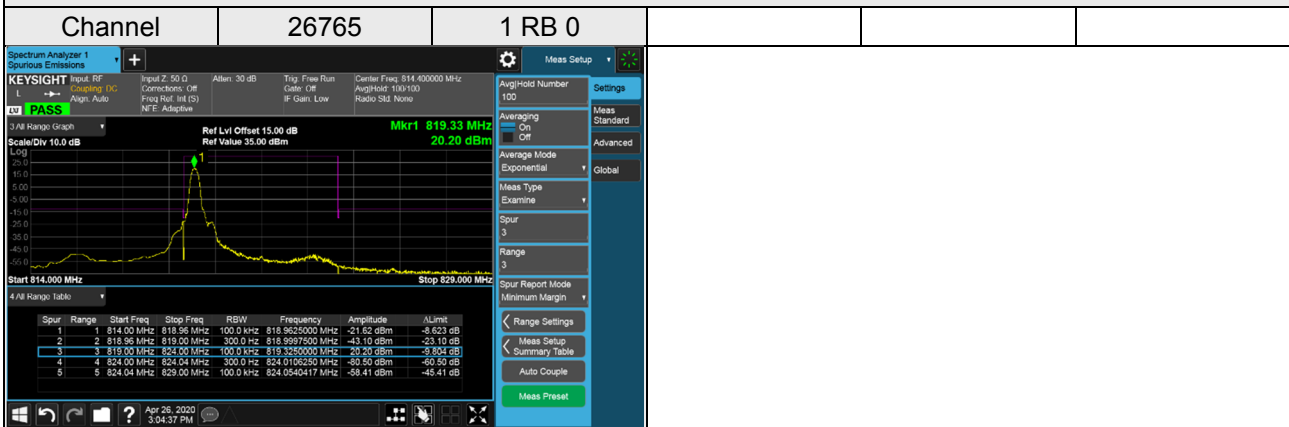 Channel 26765 1 RB 0
Spectrum Analyzer 1
Spurious Emissions
Meas Setup
KEYSIGHT Input: RF Input Z: 50 Ω Atten: 30 dB Trig: Free Run Center Freq: 814.400000 MHz
L Coupling: DC Corrections: Off Gate: Off Avg|Hold: 100/100
Align: Auto Freq Ref: Int (S) IF Gain: Low Radio Std: None
LU PASS NFE: Adaptive
3 All Range Graph
Ref Lvl Offset 15.00 dB Mkr1 819.33 MHz
Scale/Div 10.0 dB Ref Value 35.00 dBm 20.20 dBm
Log
1
25.0
15.0
5.00
-5.00
-15.0
-25.0
-35.0
-45.0
-55.0
Start 814.000 MHz Stop 829.000 MHz
4 All Range Table
Spur Range Start Freq Stop Freq RBW Frequency Amplitude ΔLimit
1 1 814.00 MHz 818.96 MHz 100.0 kHz 818.9625000 MHz -21.62 dBm -8.623 dB
2 2 818.96 MHz 819.00 MHz 300.0 Hz 818.9997500 MHz -43.10 dBm -23.10 dB
3 3 819.00 MHz 824.00 MHz 100.0 kHz 819.3250000 MHz 20.20 dBm -9.804 dB
4 4 824.00 MHz 824.04 MHz 300.0 Hz 824.0106250 MHz -80.50 dBm -60.50 dB
5 5 824.04 MHz 829.00 MHz 100.0 kHz 824.0540417 MHz -58.41 dBm -45.41 dB
Avg|Hold Number
100
Averaging
On
Off
Average Mode
Exponential
Meas Type
Examine
Spur
3
Range
3
Spur Report Mode
Minimum Margin
Range Settings
Meas Setup
Summary Table
Auto Couple
Meas Preset
Settings
Meas
Standard
Advanced
Global
? Apr 26, 2020
3:04:37 PM